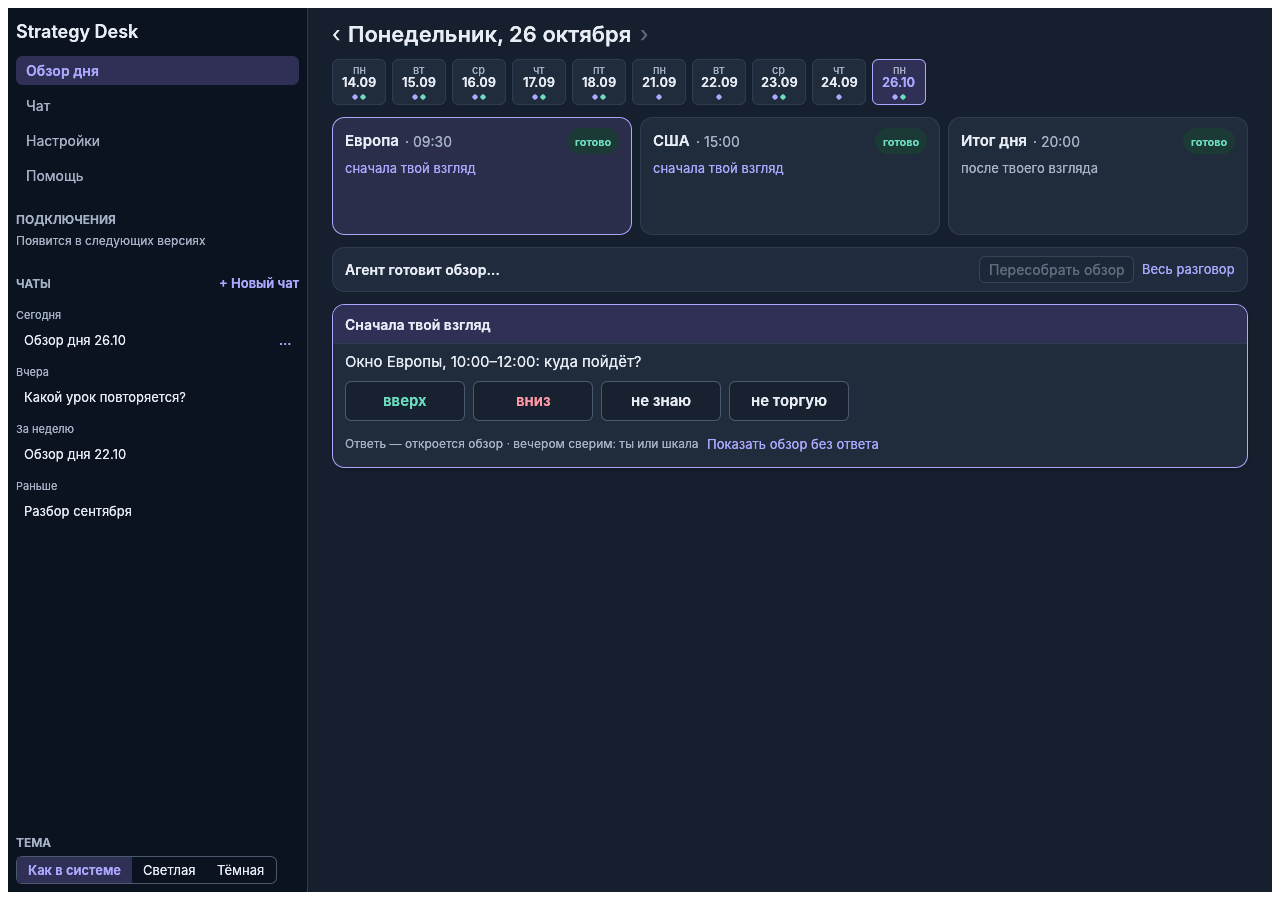 Strategy Desk
Обзор дня
Чат
Настройки
Помощь
ПОДКЛЮЧЕНИЯ
Появится в следующих версиях
ЧАТЫ
+ Новый чат
Сегодня
Обзор дня 26.10
...
Вчера
Какой урок повторяется?
За неделю
Обзор дня 22.10
Раньше
Разбор сентября
ТЕМА
Как в системе
Светлая
Тёмная
‹ Понедельник, 26 октября ›
пн
14.09
вт
15.09
ср
16.09
чт
17.09
пт
18.09
пн
21.09
вт
22.09
ср
23.09
чт
24.09
пн
26.10
Европа · 09:30
готово
сначала твой взгляд
США · 15:00
готово
сначала твой взгляд
Итог дня · 20:00
готово
после твоего взгляда
Агент готовит обзор...
Пересобрать обзор
Весь разговор
Сначала твой взгляд
Окно Европы, 10:00–12:00: куда пойдёт?
вверх
вниз
не знаю
не торгую
Ответь — откроется обзор · вечером сверим: ты или шкала
Показать обзор без ответа